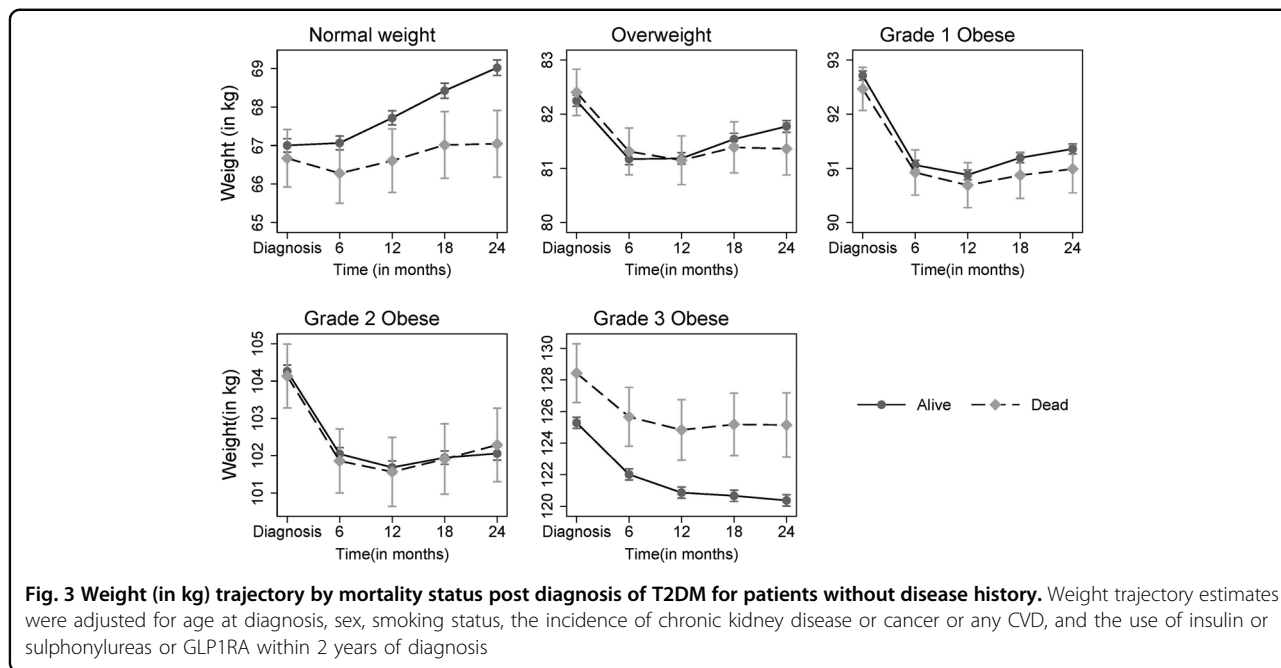 Normal weight
Overweight
Grade 1 Obese
Weight (in kg)
69
68
67
66
65
83
82
81
80
93
92
91
90
Diagnosis 6 12 18 24
Diagnosis 6 12 18 24
Diagnosis 6 12 18 24
Time (in months)
Time(in months)
Time(in months)
Grade 2 Obese
Grade 3 Obese
Weight(in kg)
105
104
103
102
101
130
128
126
124
122
120
Alive Dead
Diagnosis 6 12 18 24
Diagnosis 6 12 18 24
Time(in months)
Time(in months)
Fig. 3 Weight (in kg) trajectory by mortality status post diagnosis of T2DM for patients without disease history. Weight trajectory estimates
were adjusted for age at diagnosis, sex, smoking status, the incidence of chronic kidney disease or cancer or any CVD, and the use of insulin or
sulphonylureas or GLP1RA within 2 years of diagnosis